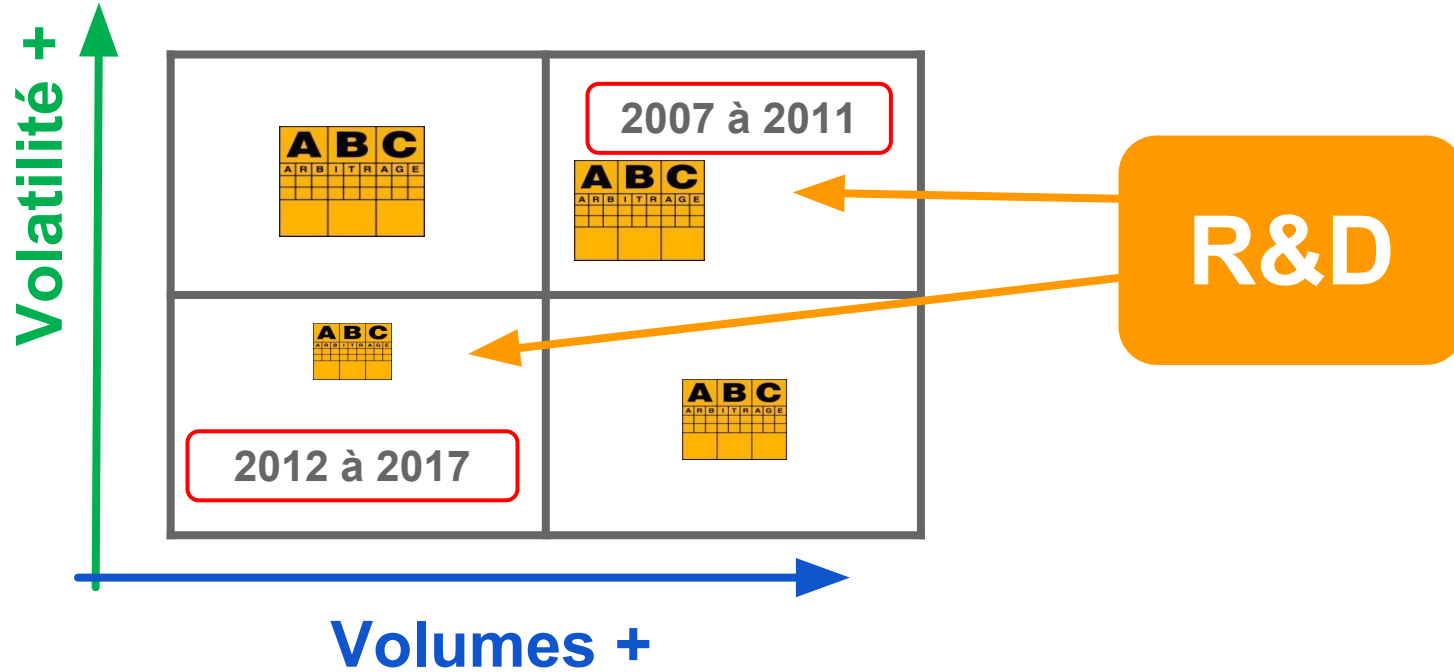 Volatilité +
ABC
ARBITRAGE
2007 à 2011
ABC
ARBITRAGE
R&D
ABC
ARBITRAGE
2012 à 2017
ABC
ARBITRAGE
Volumes +